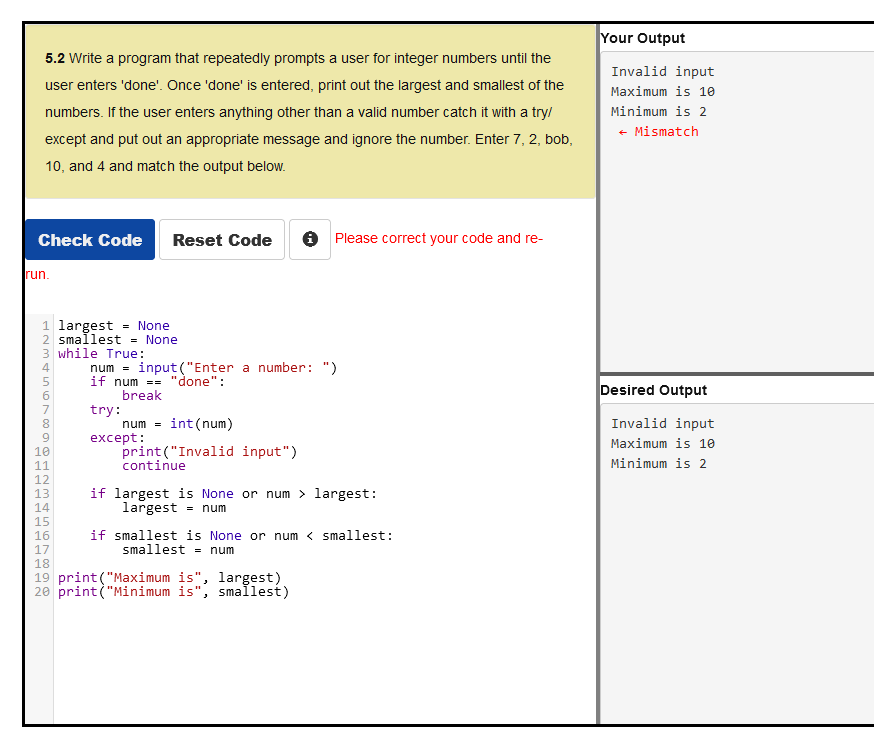 5.2 Write a program that repeatedly prompts a user for integer numbers until the
user enters 'done'. Once 'done' is entered, print out the largest and smallest of the
numbers. If the user enters anything other than a valid number catch it with a try/
except and put out an appropriate message and ignore the number. Enter 7, 2, bob,
10, and 4 and match the output below.
Check Code Reset Code Please correct your code and re-
run.
1 largest = None
2 smallest = None
3 while True:
4     num = input("Enter a number: ")
5     if num == "done":
6         break
7     try:
8         num = int(num)
9     except:
10         print("Invalid input")
11         continue
12
13     if largest is None or num > largest:
14         largest = num
15
16     if smallest is None or num < smallest:
17         smallest = num
18
19 print("Maximum is", largest)
20 print("Minimum is", smallest)
Your Output
Invalid input
Maximum is 10
Minimum is 2
← Mismatch
Desired Output
Invalid input
Maximum is 10
Minimum is 2